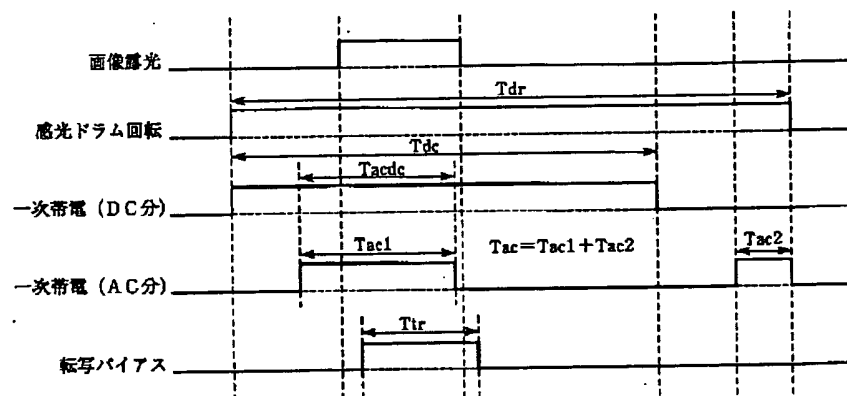 画像露光
Tdr
感光ドラム回転
Tdc
Tacdc
一次帯電（DC分）
Tac1
Tac＝Tac1＋Tac2
Tac2
一次帯電（AC分）
Ttr
転写バイアス